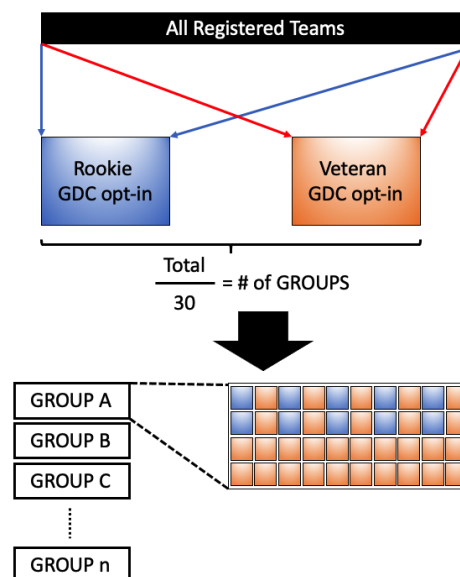 All Registered Teams
Rookie
GDC opt-in
Veteran
GDC opt-in
Total
30
= # of GROUPS
GROUP A
GROUP B
GROUP C
GROUP n